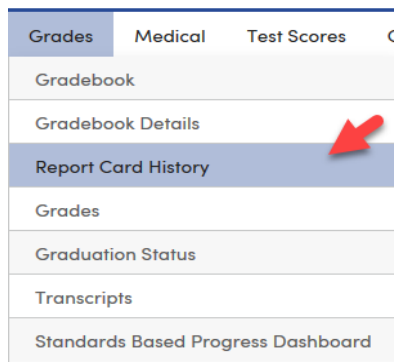 Grades Medical Test Scores
Gradebook
Gradebook Details
Report Card History
Grades
Graduation Status
Transcripts
Standards Based Progress Dashboard